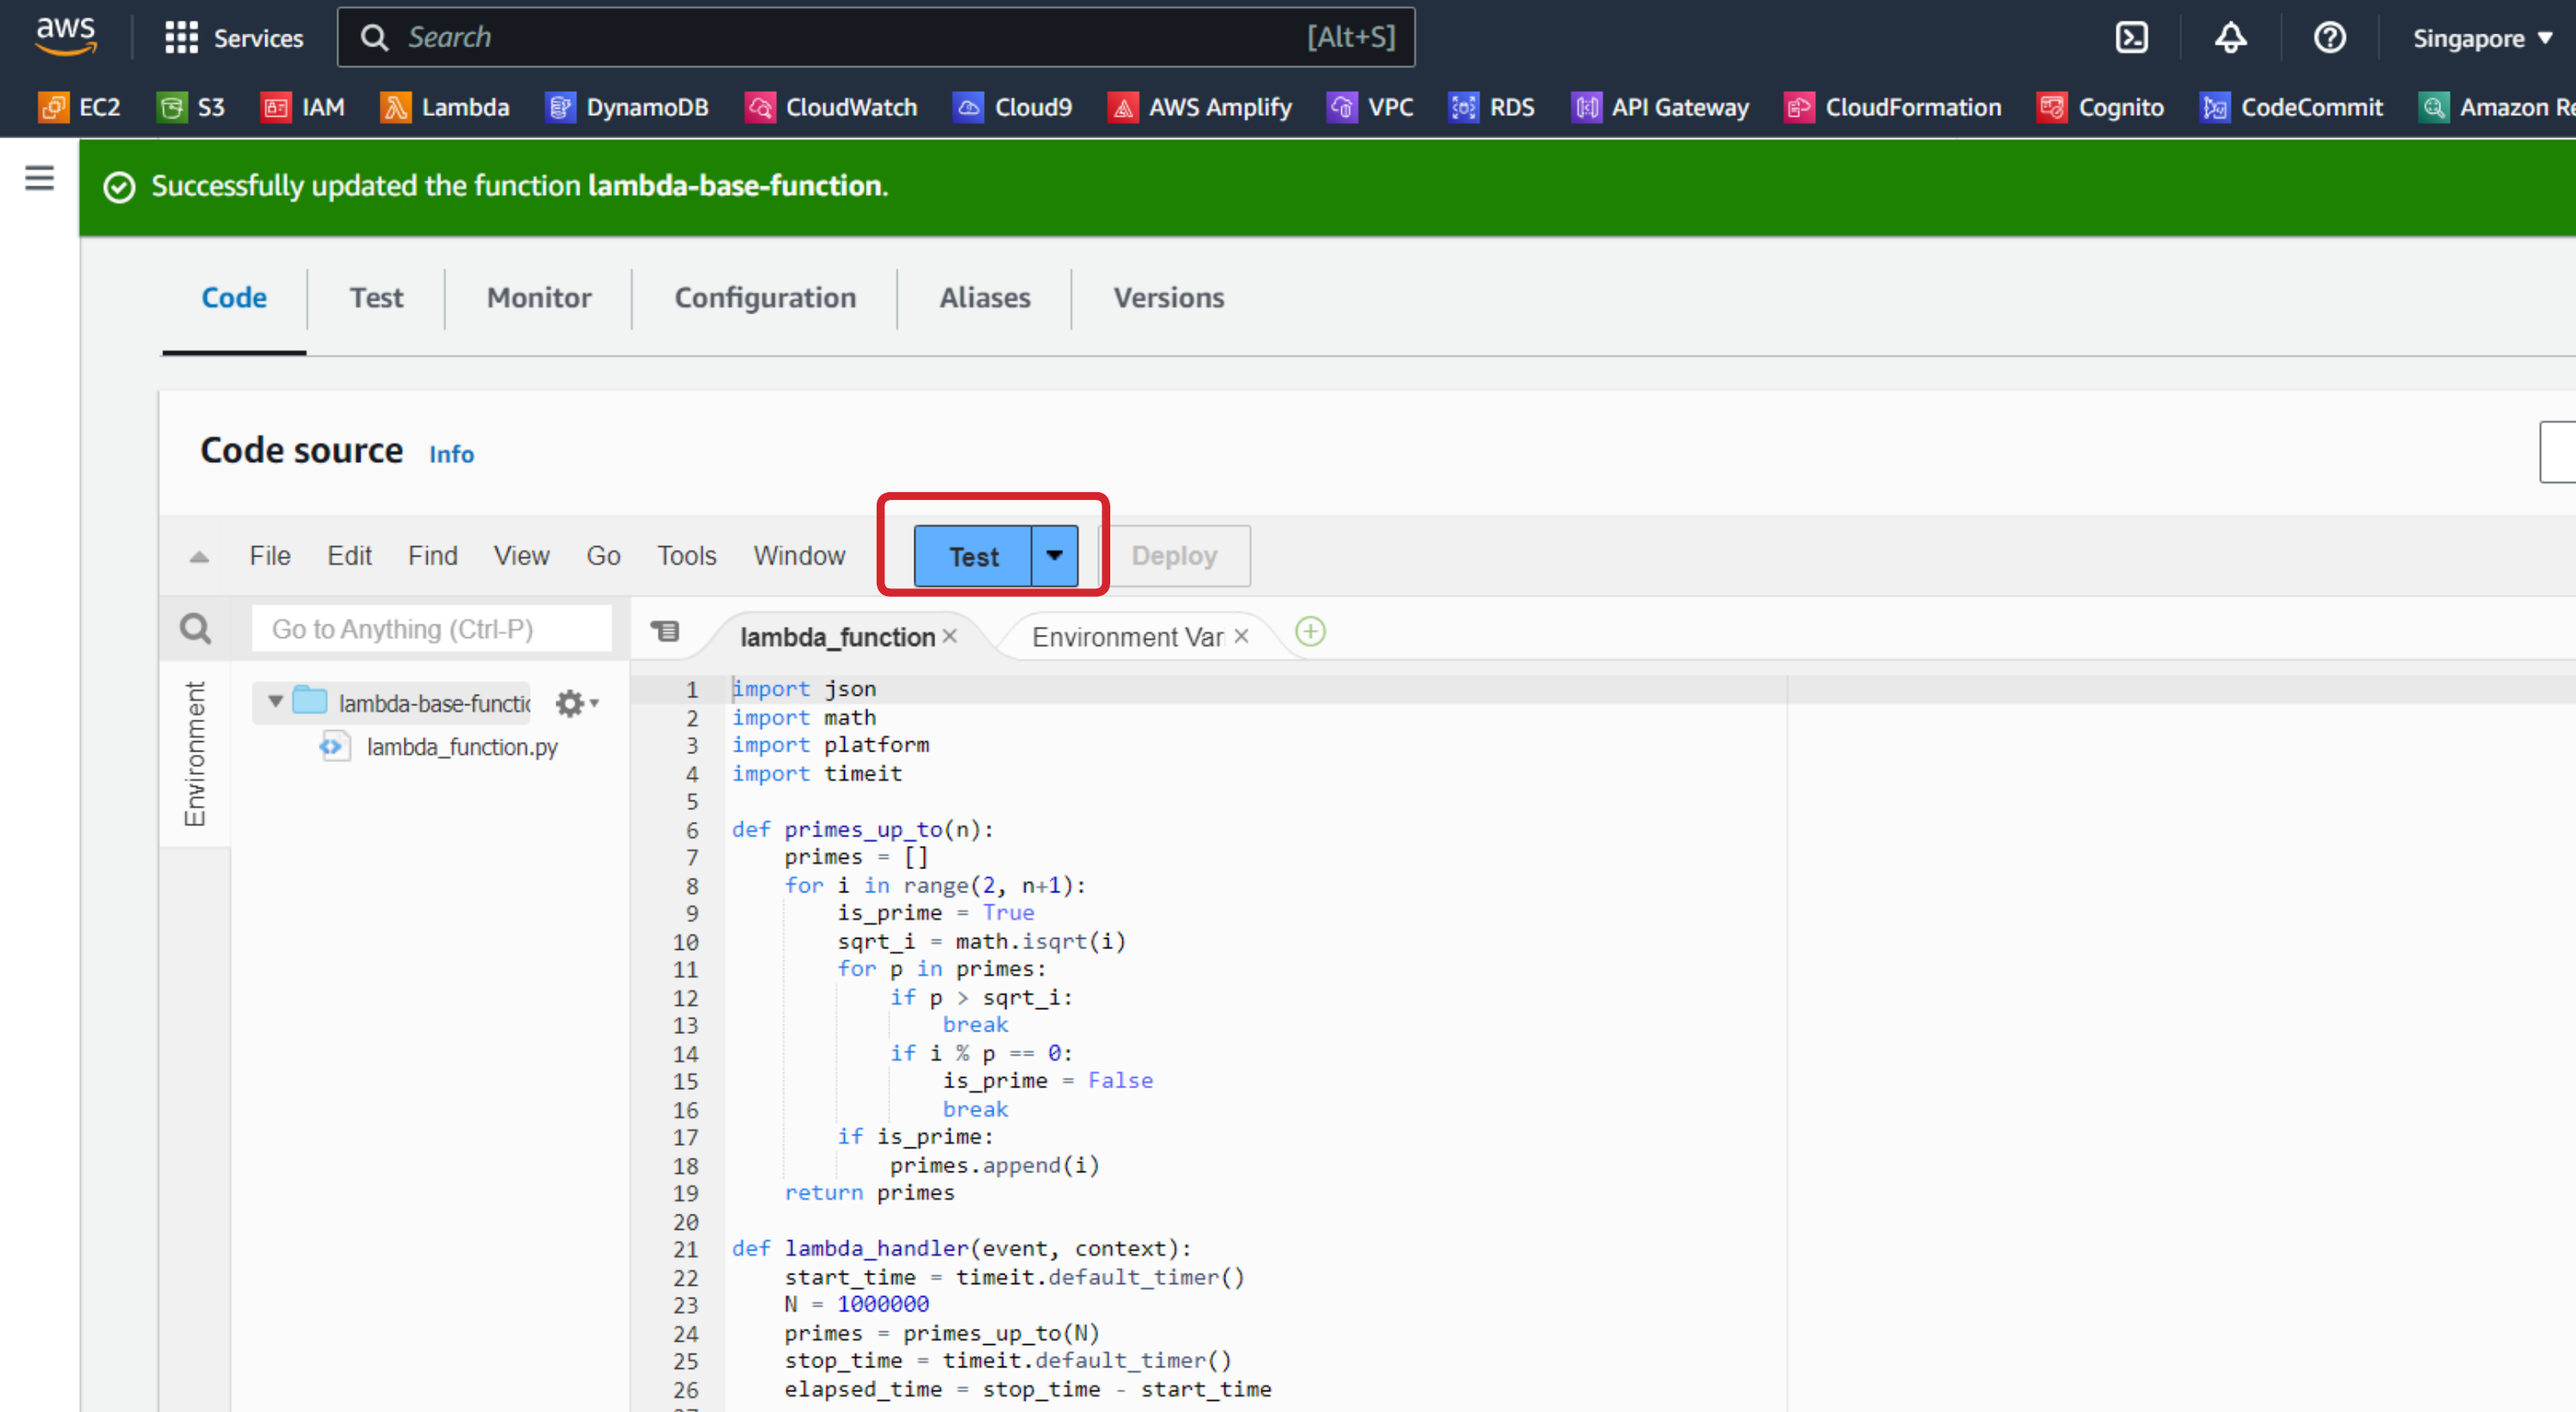 aws Services Search [Alt+S] Singapore
EC2 S3 IAM Lambda DynamoDB CloudWatch Cloud9 AWS Amplify VPC RDS API Gateway CloudFormation Cognito CodeCommit Amazon Re
Successfully updated the function lambda-base-function.
Code Test Monitor Configuration Aliases Versions
Code source Info
File Edit Find View Go Tools Window Test Deploy
Go to Anything (Ctrl-P) lambda_function Environment Var
Environment
lambda-base-functi
lambda_function.py
1 import json
2 import math
3 import platform
4 import timeit
5
6 def primes_up_to(n):
7 primes = []
8 for i in range(2, n+1):
9 is_prime = True
10 sqrt_i = math.isqrt(i)
11 for p in primes:
12 if p > sqrt_i:
13 break
14 if i % p == 0:
15 is_prime = False
16 break
17 if is_prime:
18 primes.append(i)
19 return primes
20
21 def lambda_handler(event, context):
22 start_time = timeit.default_timer()
23 N = 1000000
24 primes = primes_up_to(N)
25 stop_time = timeit.default_timer()
26 elapsed_time = stop_time - start_time